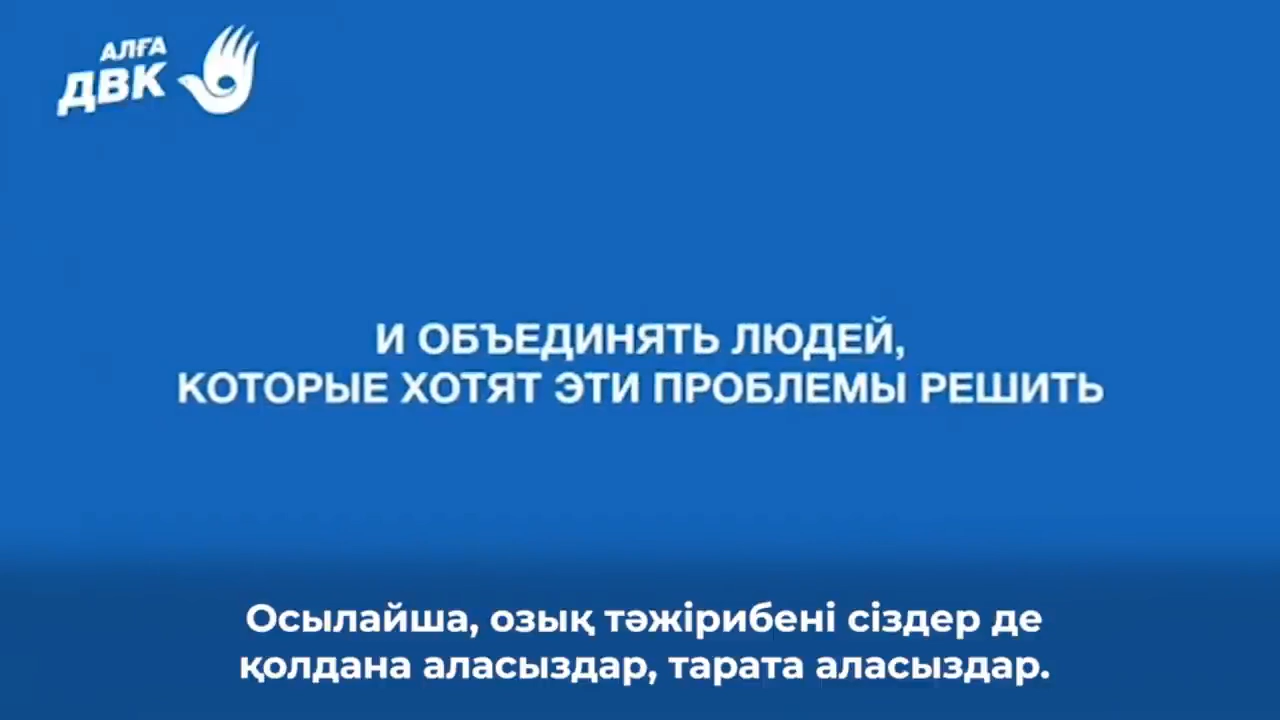 АЛҒА
ДВК
И ОБЪЕДИНЯТЬ ЛЮДЕЙ,
КОТОРЫЕ ХОТЯТ ЭТИ ПРОБЛЕМЫ РЕШИТЬ
Осылайша, озық тәжірибені сіздер де
қолдана аласыздар, тарата аласыздар.